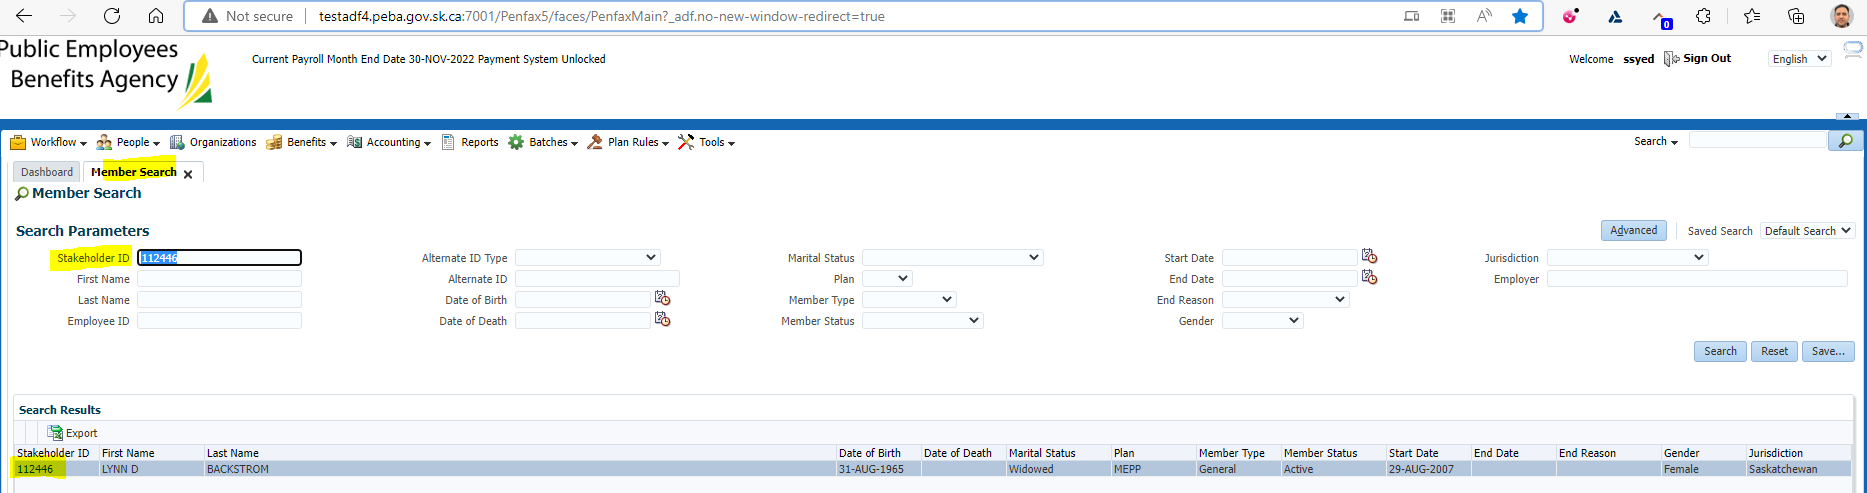 Not secure | testadf4.peba.gov.sk.ca:7001/Penfax5/faces/PenfaxMain?_adf.no-new-window-redirect=true
0
Public Employees
Benefits Agency
Current Payroll Month End Date 30-NOV-2022 Payment System Unlocked
Welcome ssyed Sign Out English
Workflow People Organizations Benefits Accounting Reports Batches Plan Rules Tools Search
Dashboard Member Search
Member Search
Search Parameters
Advanced Saved Search Default Search
Stakeholder ID 112446 Alternate ID Type Marital Status Start Date Jurisdiction
First Name Alternate ID Plan End Date Employer
Last Name Date of Birth Member Type End Reason
Employee ID Date of Death Member Status Gender
Search Reset Save...
Search Results
Export
Stakeholder ID First Name Last Name Date of Birth Date of Death Marital Status Plan Member Type Member Status Start Date End Date End Reason Gender Jurisdiction
112446 LYNN D BACKSTROM 31-AUG-1965 Widowed MEPP General Active 29-AUG-2007 Female Saskatchewan